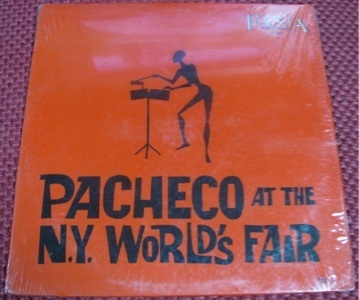 PACHECO AT THE
N.Y. WORLD'S FAIR